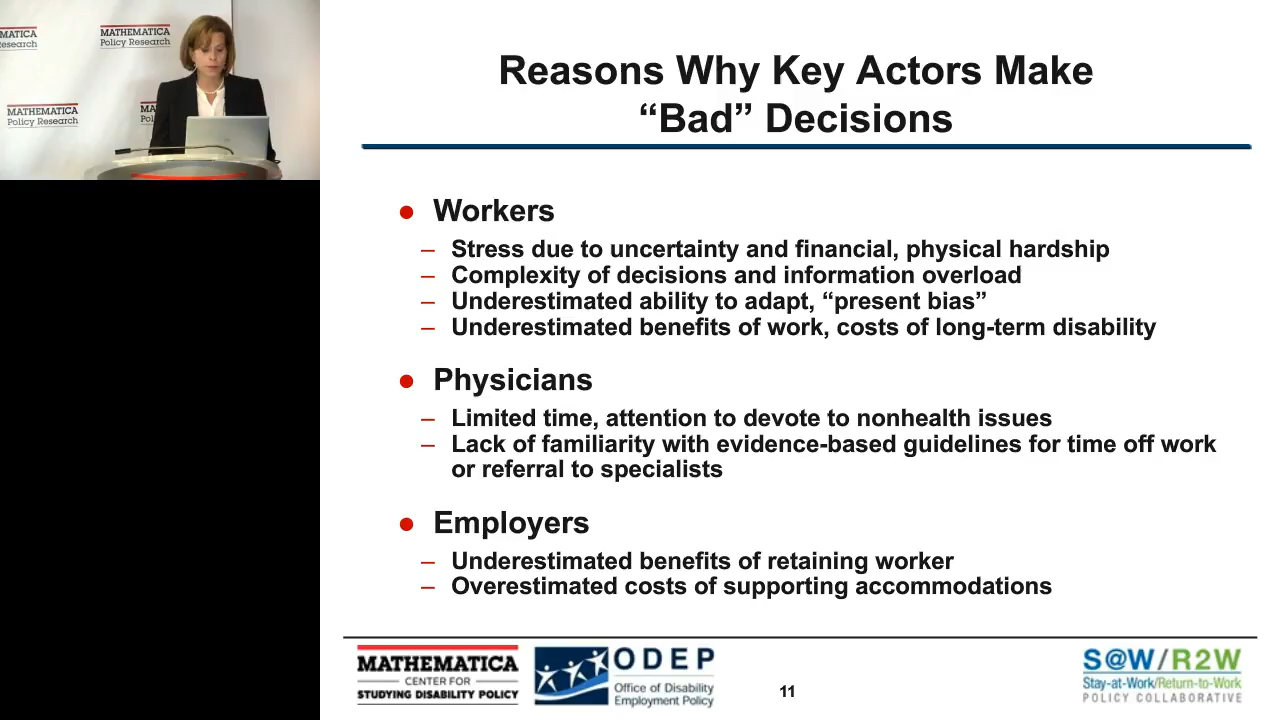 MATHEMATICA
Policy Research
MATHEMATICA
Policy Research
MATHEMATICA
Policy Research
Reasons Why Key Actors Make
“Bad” Decisions
● Workers
– Stress due to uncertainty and financial, physical hardship
– Complexity of decisions and information overload
– Underestimated ability to adapt, “present bias”
– Underestimated benefits of work, costs of long-term disability
● Physicians
– Limited time, attention to devote to nonhealth issues
– Lack of familiarity with evidence-based guidelines for time off work
or referral to specialists
● Employers
– Underestimated benefits of retaining worker
– Overestimated costs of supporting accommodations
MATHEMATICA
CENTER FOR
STUDYING DISABILITY POLICY
ODEP
Office of Disability
Employment Policy
11
S@W/R2W
Stay-at-Work/Return-to-Work
POLICY COLLABORATIVE